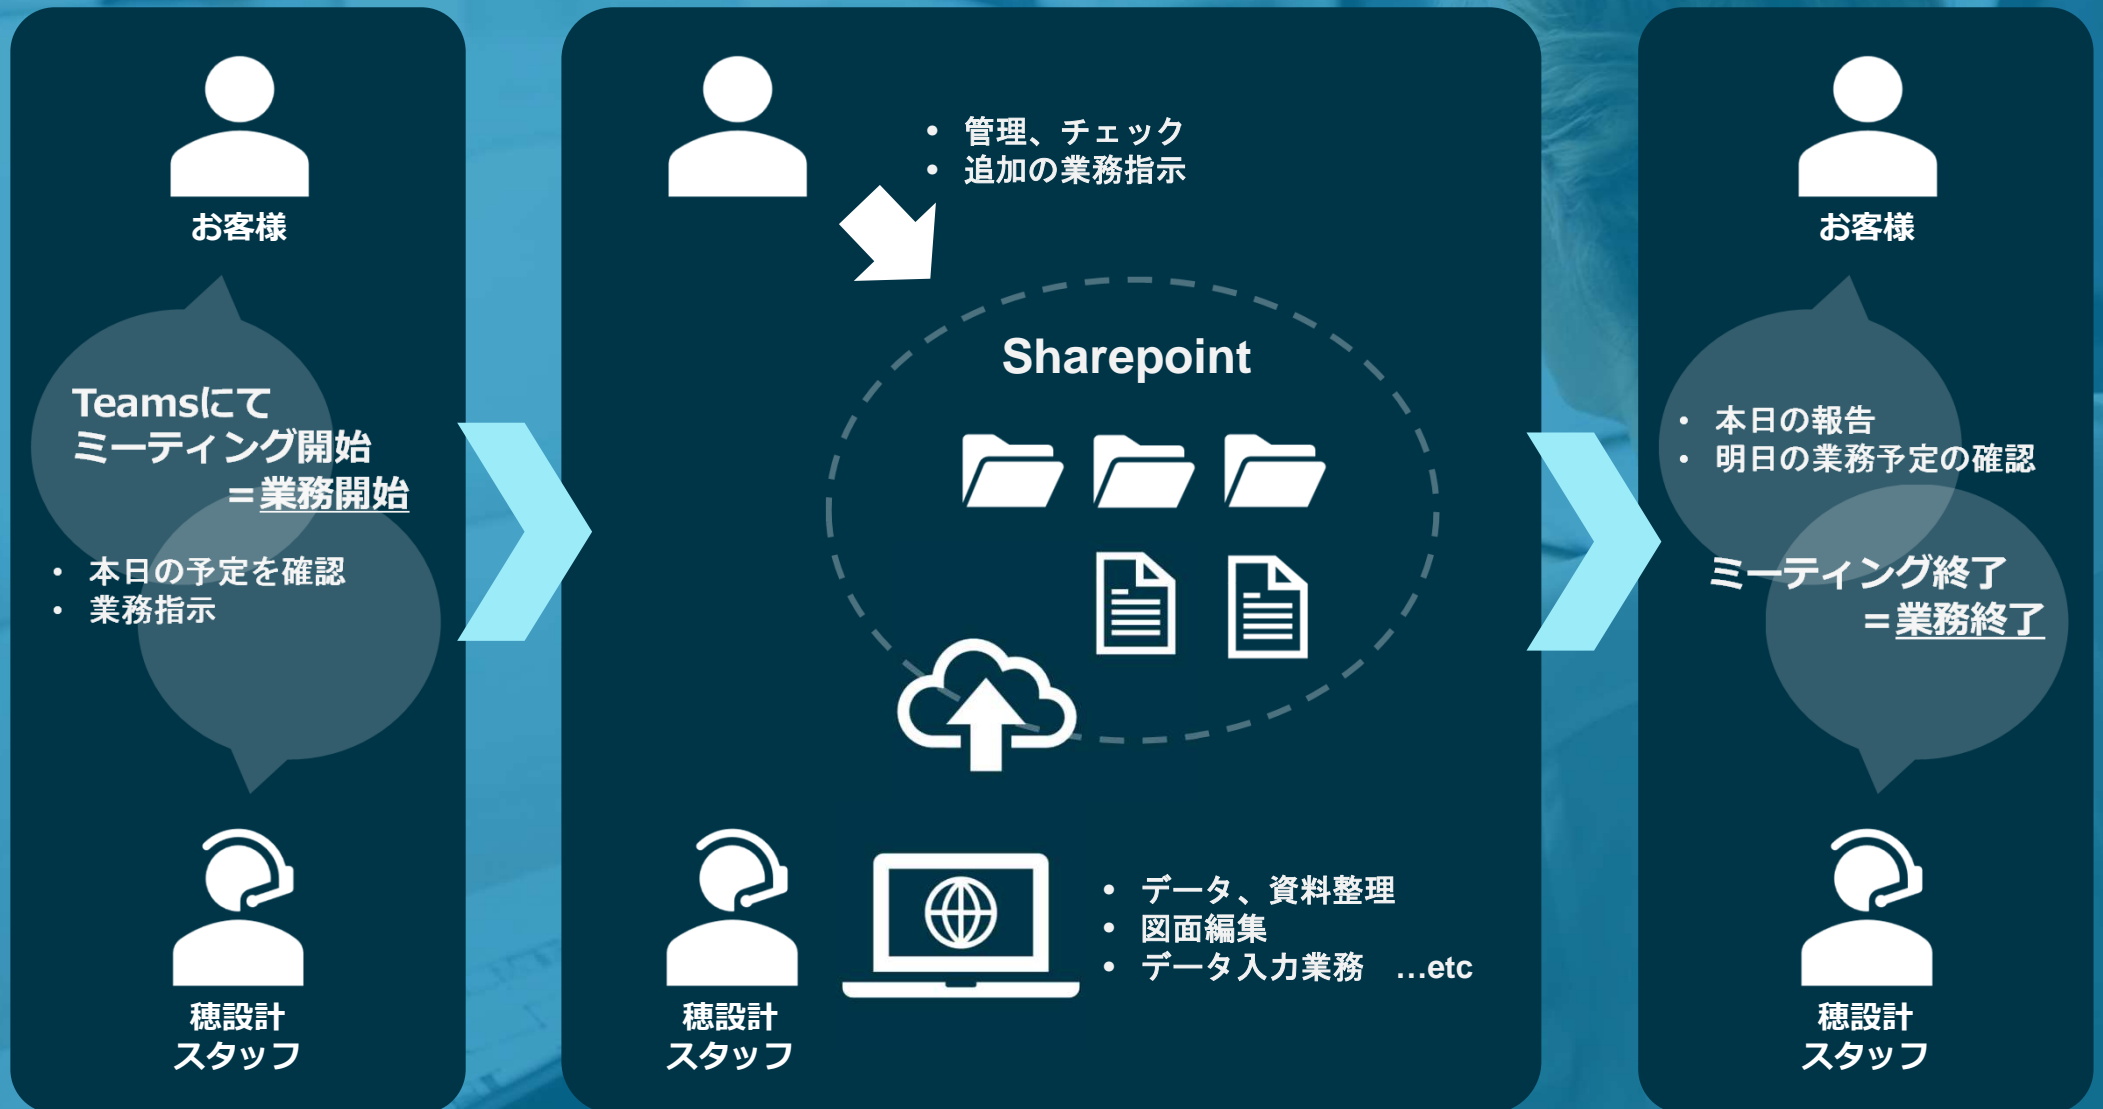 お客様
Teamsにて
ミーティング開始
＝業務開始
• 本日の予定を確認
• 業務指示
穂設計
スタッフ
• 管理、チェック
• 追加の業務指示
Sharepoint
• データ、資料整理
• 図面編集
• データ入力業務　…etc
穂設計
スタッフ
お客様
• 本日の報告
• 明日の業務予定の確認
ミーティング終了
＝業務終了
穂設計
スタッフ